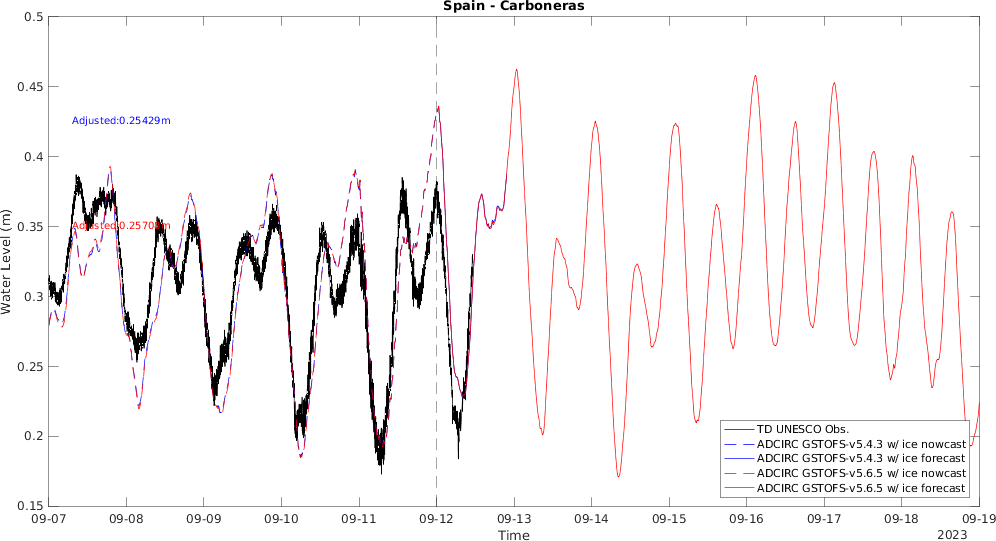 Spain - Carboneras
0.5
0.45
0.4
0.35
0.3
0.25
0.2
0.15
Water Level (m)
Adjusted:0.25429m
09-07 09-08 09-09 09-10 09-11 09-12 09-13 09-14 09-15 09-16 09-17 09-18 09-19
Time
2023
TD UNESCO Obs.
ADCIRC GSTOFS-v5.4.3 w/ ice nowcast
ADCIRC GSTOFS-v5.4.3 w/ ice forecast
ADCIRC GSTOFS-v5.6.5 w/ ice nowcast
ADCIRC GSTOFS-v5.6.5 w/ ice forecast